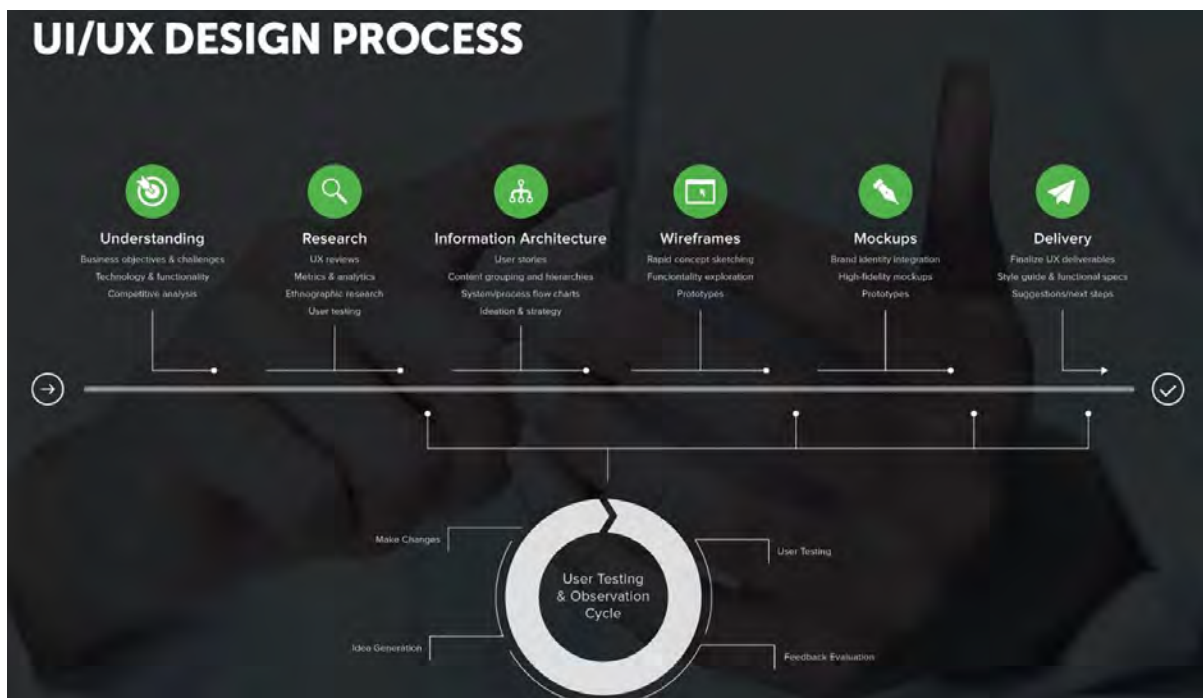 UI/UX DESIGN PROCESS
Understanding
Business objectives & challenges
Technology & functionality
Competitive analysis
Research
UX reviews
Metrics & analytics
Ethnographic research
User testing
Information Architecture
User stories
Content grouping and hierarchies
System/process flow charts
Ideation & strategy
Wireframes
Rapid concept sketching
Funciontality exploration
Prototypes
Mockups
Brand identity integration
High-fidelity mockups
Prototypes
Delivery
Finalize UX deliverables
Style guide & functional specs
Suggestions/next steps
Make Changes
User Testing
User Testing
& Observation
Cycle
Idea Generation
Feedback Evaluation